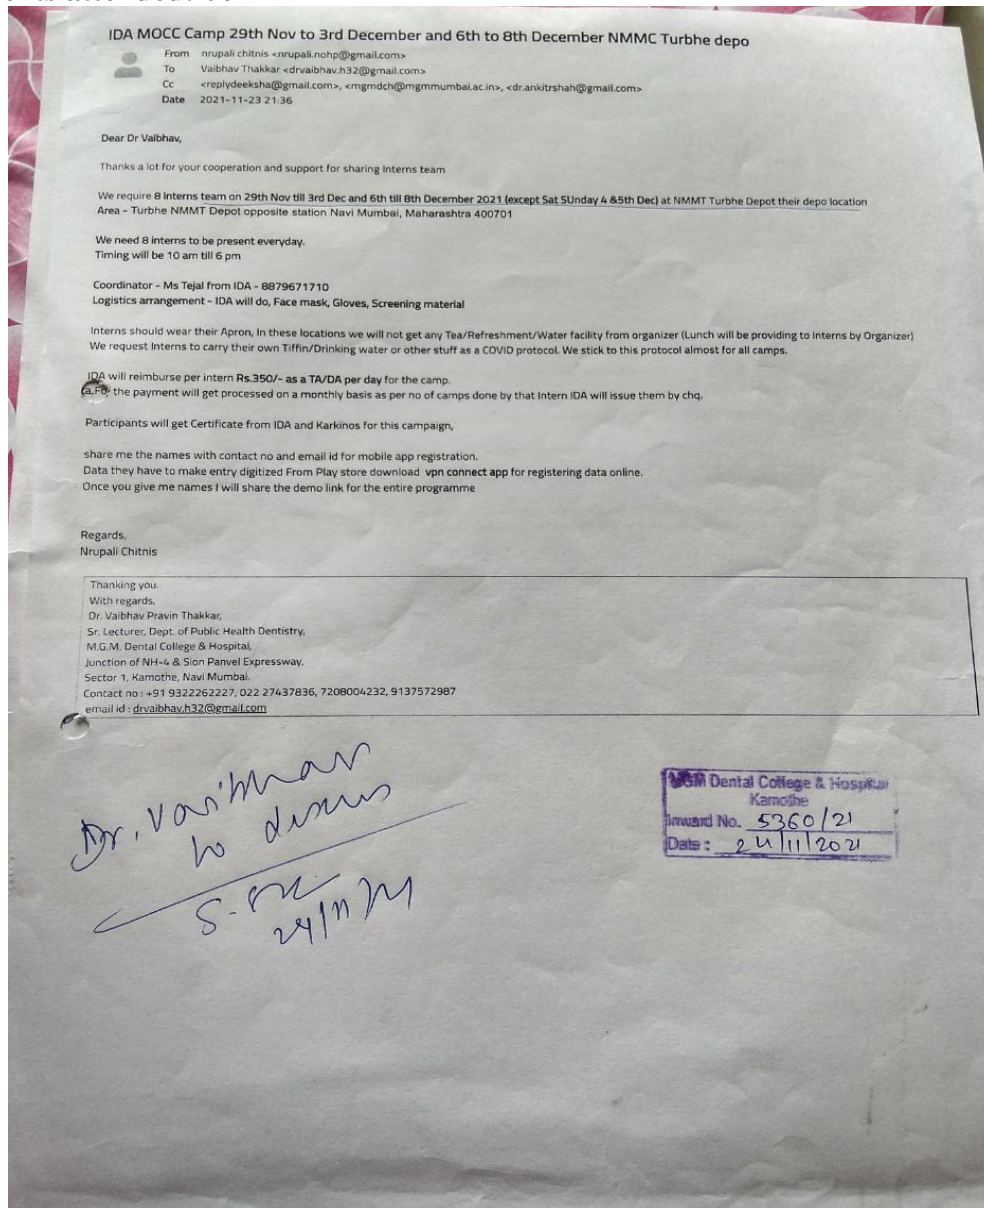 IDA MOCC Camp 29th Nov to 3rd December and 6th to 8th December NMMC Turbhe depo
From nrupali chitnis <nrupali.nohp@gmail.com>
To Vaibhav Thakkar <drvaibhav.h32@gmail.com>
Cc <replydeeksha@gmail.com>, <mgmdch@mgmmumbai.ac.in>, <dr.ankitrshah@gmail.com>
Date 2021-11-23 21:36
Dear Dr Vaibhav,
Thanks a lot for your cooperation and support for sharing Interns team
We require 8 interns team on 29th Nov till 3rd Dec and 6th till 8th December 2021 (except Sat SUnday 4 &5th Dec) at NMMT Turbhe Depot their depo location
Area - Turbhe NMMT Depot opposite station Navi Mumbai, Maharashtra 400701
We need 8 interns to be present everyday.
Timing will be 10 am till 6 pm
Coordinator - Ms Tejal from IDA - 8879671710
Logistics arrangement - IDA will do, Face mask, Gloves, Screening material
Interns should wear their Apron, In these locations we will not get any Tea/Refreshment/Water facility from organizer (Lunch will be providing to Interns by Organizer)
We request Interns to carry their own Tiffin/Drinking water or other stuff as a COVID protocol. We stick to this protocol almost for all camps.
IDA will reimburse per intern Rs.350/- as a TA/DA per day for the camp.
the payment will get processed on a monthly basis as per no of camps done by that Intern IDA will issue them by chq.
Participants will get Certificate from IDA and Karkinos for this campaign,
share me the names with contact no and email id for mobile app registration.
Data they have to make entry digitized From Play store download vpn connect app for registering data online.
Once you give me names I will share the demo link for the entire programme
Regards,
Nrupali Chitnis
Thanking you.
With regards,
Dr. Vaibhav Pravin Thakkar,
Sr. Lecturer, Dept. of Public Health Dentistry,
M.G.M. Dental College & Hospital,
Junction of NH-4 & Sion Panvel Expressway.
Sector 1, Kamothe, Navi Mumbai.
Contact no : +91 9322262227, 022 27437836, 7208004232, 9137572987
email id : drvaibhav.h32@gmail.com
Dr. Vaibhav
to discuss
24/11/21
MGM Dental College & Hospital
Kamothe
Inward No. 5360/21
Date : 24/11/2021